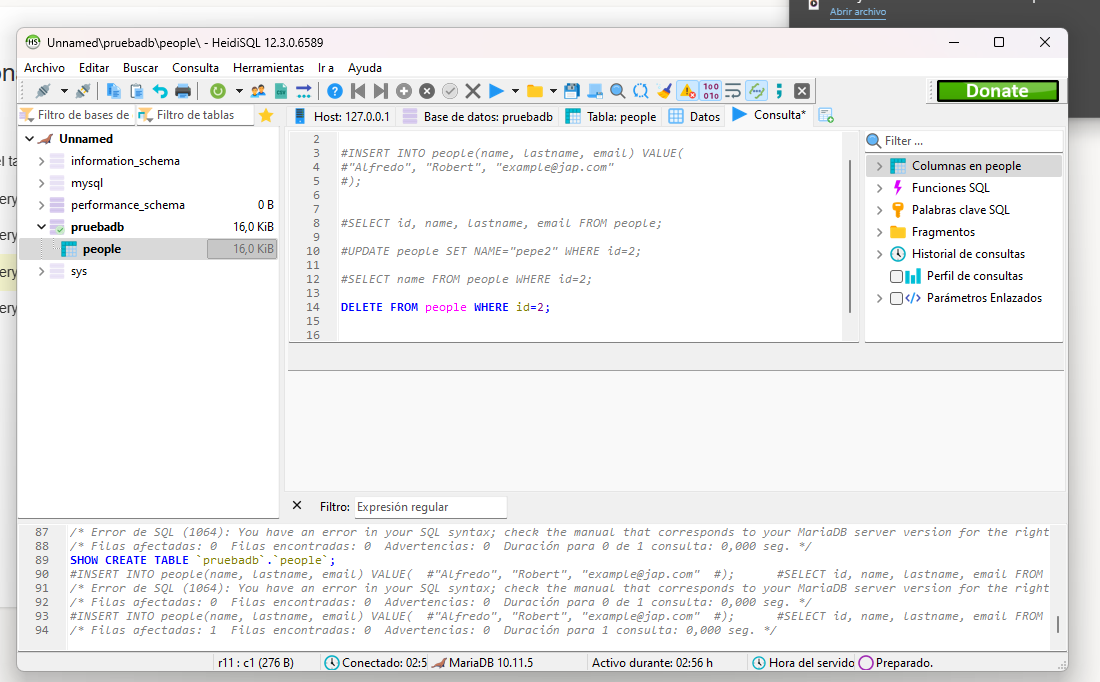 Abrir archivo
Unnamed\pruebadb\people\ - HeidiSQL 12.3.0.6589
Archivo Editar Buscar Consulta Herramientas Ir a Ayuda
Donate
Filtro de bases de
Filtro de tablas
Host: 127.0.0.1
Base de datos: pruebadb
Tabla: people
Datos
Consulta*
Unnamed
information_schema
mysql
performance_schema 0 B
pruebadb 16,0 KiB
people 16,0 KiB
sys
2
3 #INSERT INTO people(name, lastname, email) VALUE(
4 #"Alfredo", "Robert", "example@jap.com"
5 #);
6
7
8 #SELECT id, name, lastname, email FROM people;
9
10 #UPDATE people SET NAME="pepe2" WHERE id=2;
11
12 #SELECT name FROM people WHERE id=2;
13
14 DELETE FROM people WHERE id=2;
15
16
Filter ...
Columnas en people
Funciones SQL
Palabras clave SQL
Fragmentos
Historial de consultas
Perfil de consultas
Parámetros Enlazados
Filtro: Expresión regular
87 /* Error de SQL (1064): You have an error in your SQL syntax; check the manual that corresponds to your MariaDB server version for the right
88 /* Filas afectadas: 0 Filas encontradas: 0 Advertencias: 0 Duración para 0 de 1 consulta: 0,000 seg. */
89 SHOW CREATE TABLE `pruebadb`.`people`;
90 #INSERT INTO people(name, lastname, email) VALUE( #"Alfredo", "Robert", "example@jap.com" #); #SELECT id, name, lastname, email FROM
91 /* Error de SQL (1064): You have an error in your SQL syntax; check the manual that corresponds to your MariaDB server version for the right
92 /* Filas afectadas: 0 Filas encontradas: 0 Advertencias: 0 Duración para 0 de 1 consulta: 0,000 seg. */
93 #INSERT INTO people(name, lastname, email) VALUE( #"Alfredo", "Robert", "example@jap.com" #); #SELECT id, name, lastname, email FROM
94 /* Filas afectadas: 1 Filas encontradas: 0 Advertencias: 0 Duración para 1 consulta: 0,000 seg. */
r11 : c1 (276 B)
Conectado: 02:5
MariaDB 10.11.5
Activo durante: 02:56 h
Hora del servido
Preparado.